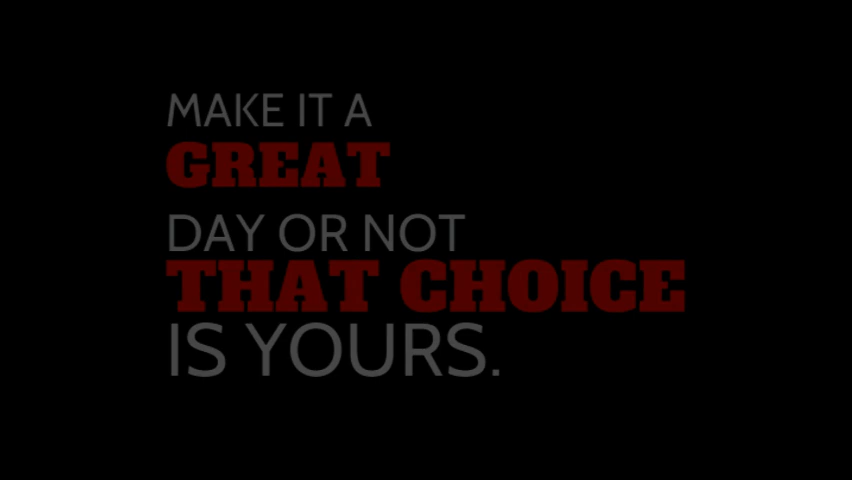 MAKE IT A
GREAT
DAY OR NOT
THAT CHOICE
IS YOURS.